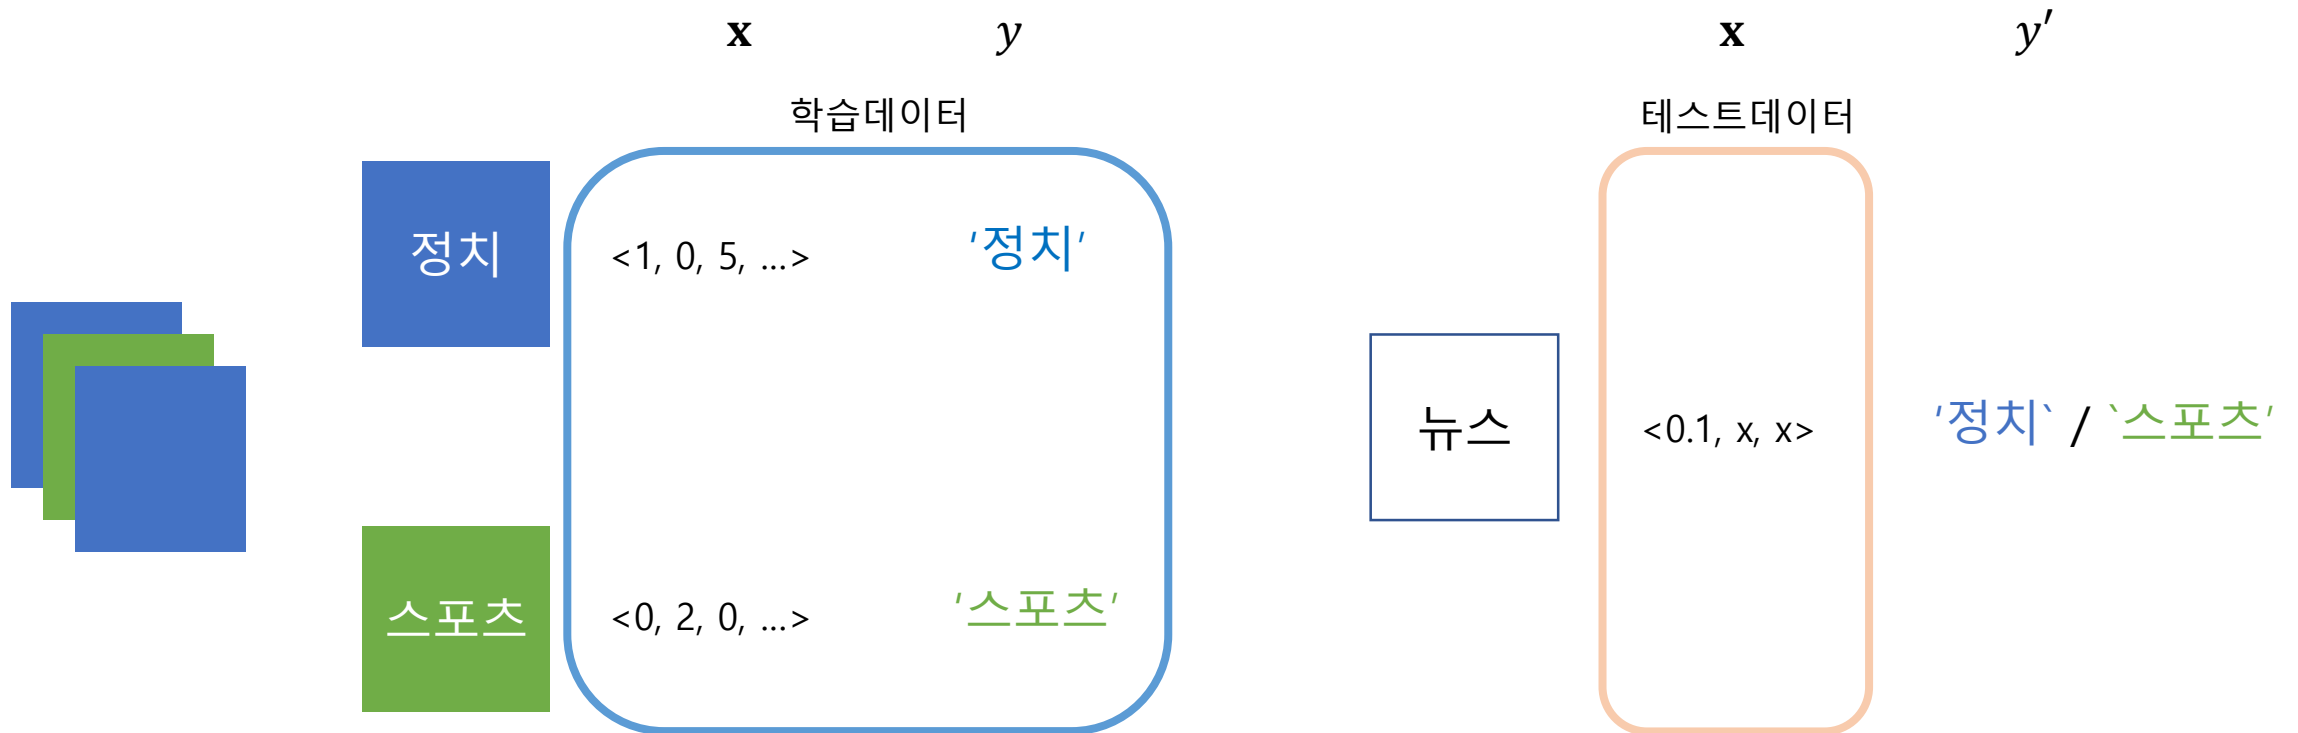 x y
x y′
학습데이터
테스트데이터
정치
<1, 0, 5, ...>
'정치'
뉴스
<0.1, x, x>
'정치` / `스포츠'
스포츠
<0, 2, 0, ...>
'스포츠'